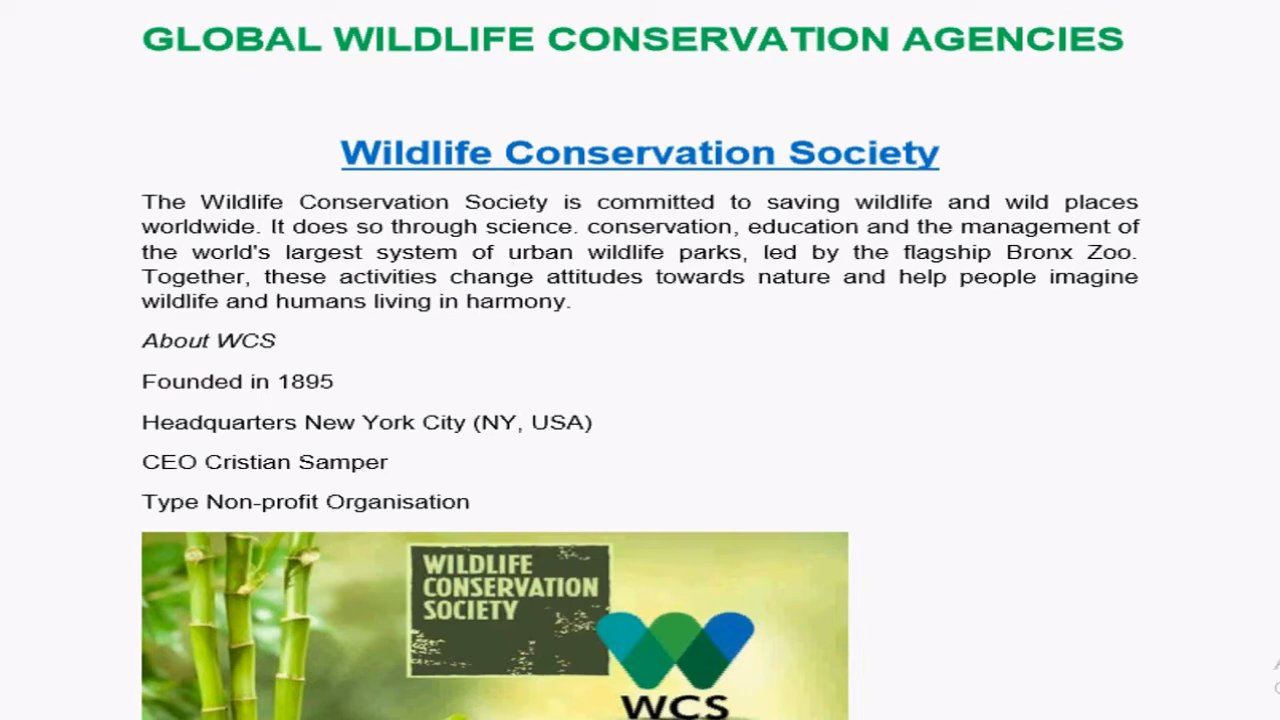 GLOBAL WILDLIFE CONSERVATION AGENCIES
Wildlife Conservation Society
The Wildlife Conservation Society is committed to saving wildlife and wild places
worldwide. It does so through science. conservation, education and the management of
the world's largest system of urban wildlife parks, led by the flagship Bronx Zoo.
Together, these activities change attitudes towards nature and help people imagine
wildlife and humans living in harmony.
About WCS
Founded in 1895
Headquarters New York City (NY, USA)
CEO Cristian Samper
Type Non-profit Organisation
WILDLIFE
CONSERVATION
SOCIETY
WCS